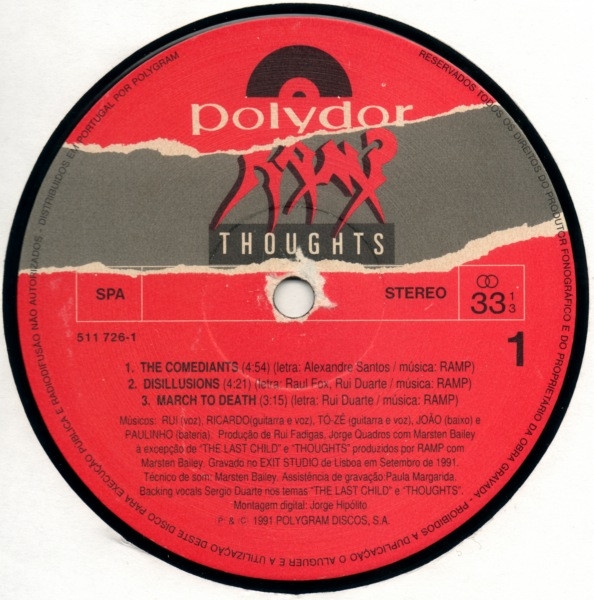 polydor
RAMP
THOUGHTS
SPA
STEREO
33 1/3
511 726-1
1
1. THE COMEDIANTS (4:54) (letra: Alexandre Santos / música: RAMP)
2. DISILLUSIONS (4:21) (letra: Raul Fox, Rui Duarte / música: RAMP)
3. MARCH TO DEATH (3:15) (letra: Rui Duarte / música: RAMP)
Músicos: RUI (voz), RICARDO(guitarra e voz), TÓ-ZÉ (guitarra e voz), JOÃO (baixo) e
PAULINHO (bateria). Produção de Rui Fadigas, Jorge Quadros com Marsten Bailey
à excepção de "THE LAST CHILD" e "THOUGHTS" produzidos por RAMP com
Marsten Bailey. Gravado no EXIT STUDIO de Lisboa em Setembro de 1991.
Técnico de som: Marsten Bailey. Assistência de gravação: Paula Margarida.
Backing vocals Sergio Duarte nos temas "THE LAST CHILD" e "THOUGHTS".
Montagem digital: Jorge Hipólito
P & © 1991 POLYGRAM DISCOS, S.A.
RESERVADOS TODOS OS DIREITOS DO PRODUTOR FONOGRÁFICO E DO PROPRIETÁRIO DA OBRA GRAVADA - PROIBIDOS A DUPLICAÇÃO O ALUGUER E A UTILIZAÇÃO DESTE DISCO PARA EXECUÇÃO PÚBLICA E RADIODIFUSÃO NÃO AUTORIZADOS - DISTRIBUIDOS EM PORTUGAL POR POLYGRAM